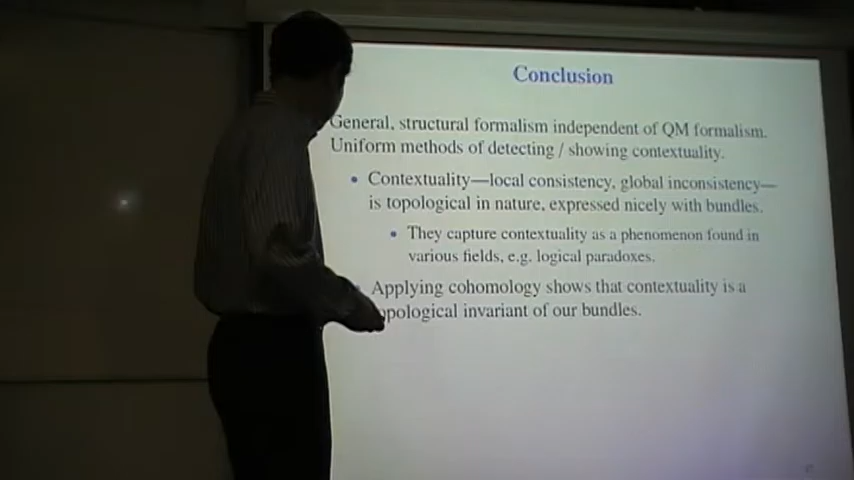 Conclusion
General, structural formalism independent of QM formalism.
Uniform methods of detecting / showing contextuality.
• Contextuality—local consistency, global inconsistency—
is topological in nature, expressed nicely with bundles.
• They capture contextuality as a phenomenon found in
various fields, e.g. logical paradoxes.
Applying cohomology shows that contextuality is a
opological invariant of our bundles.